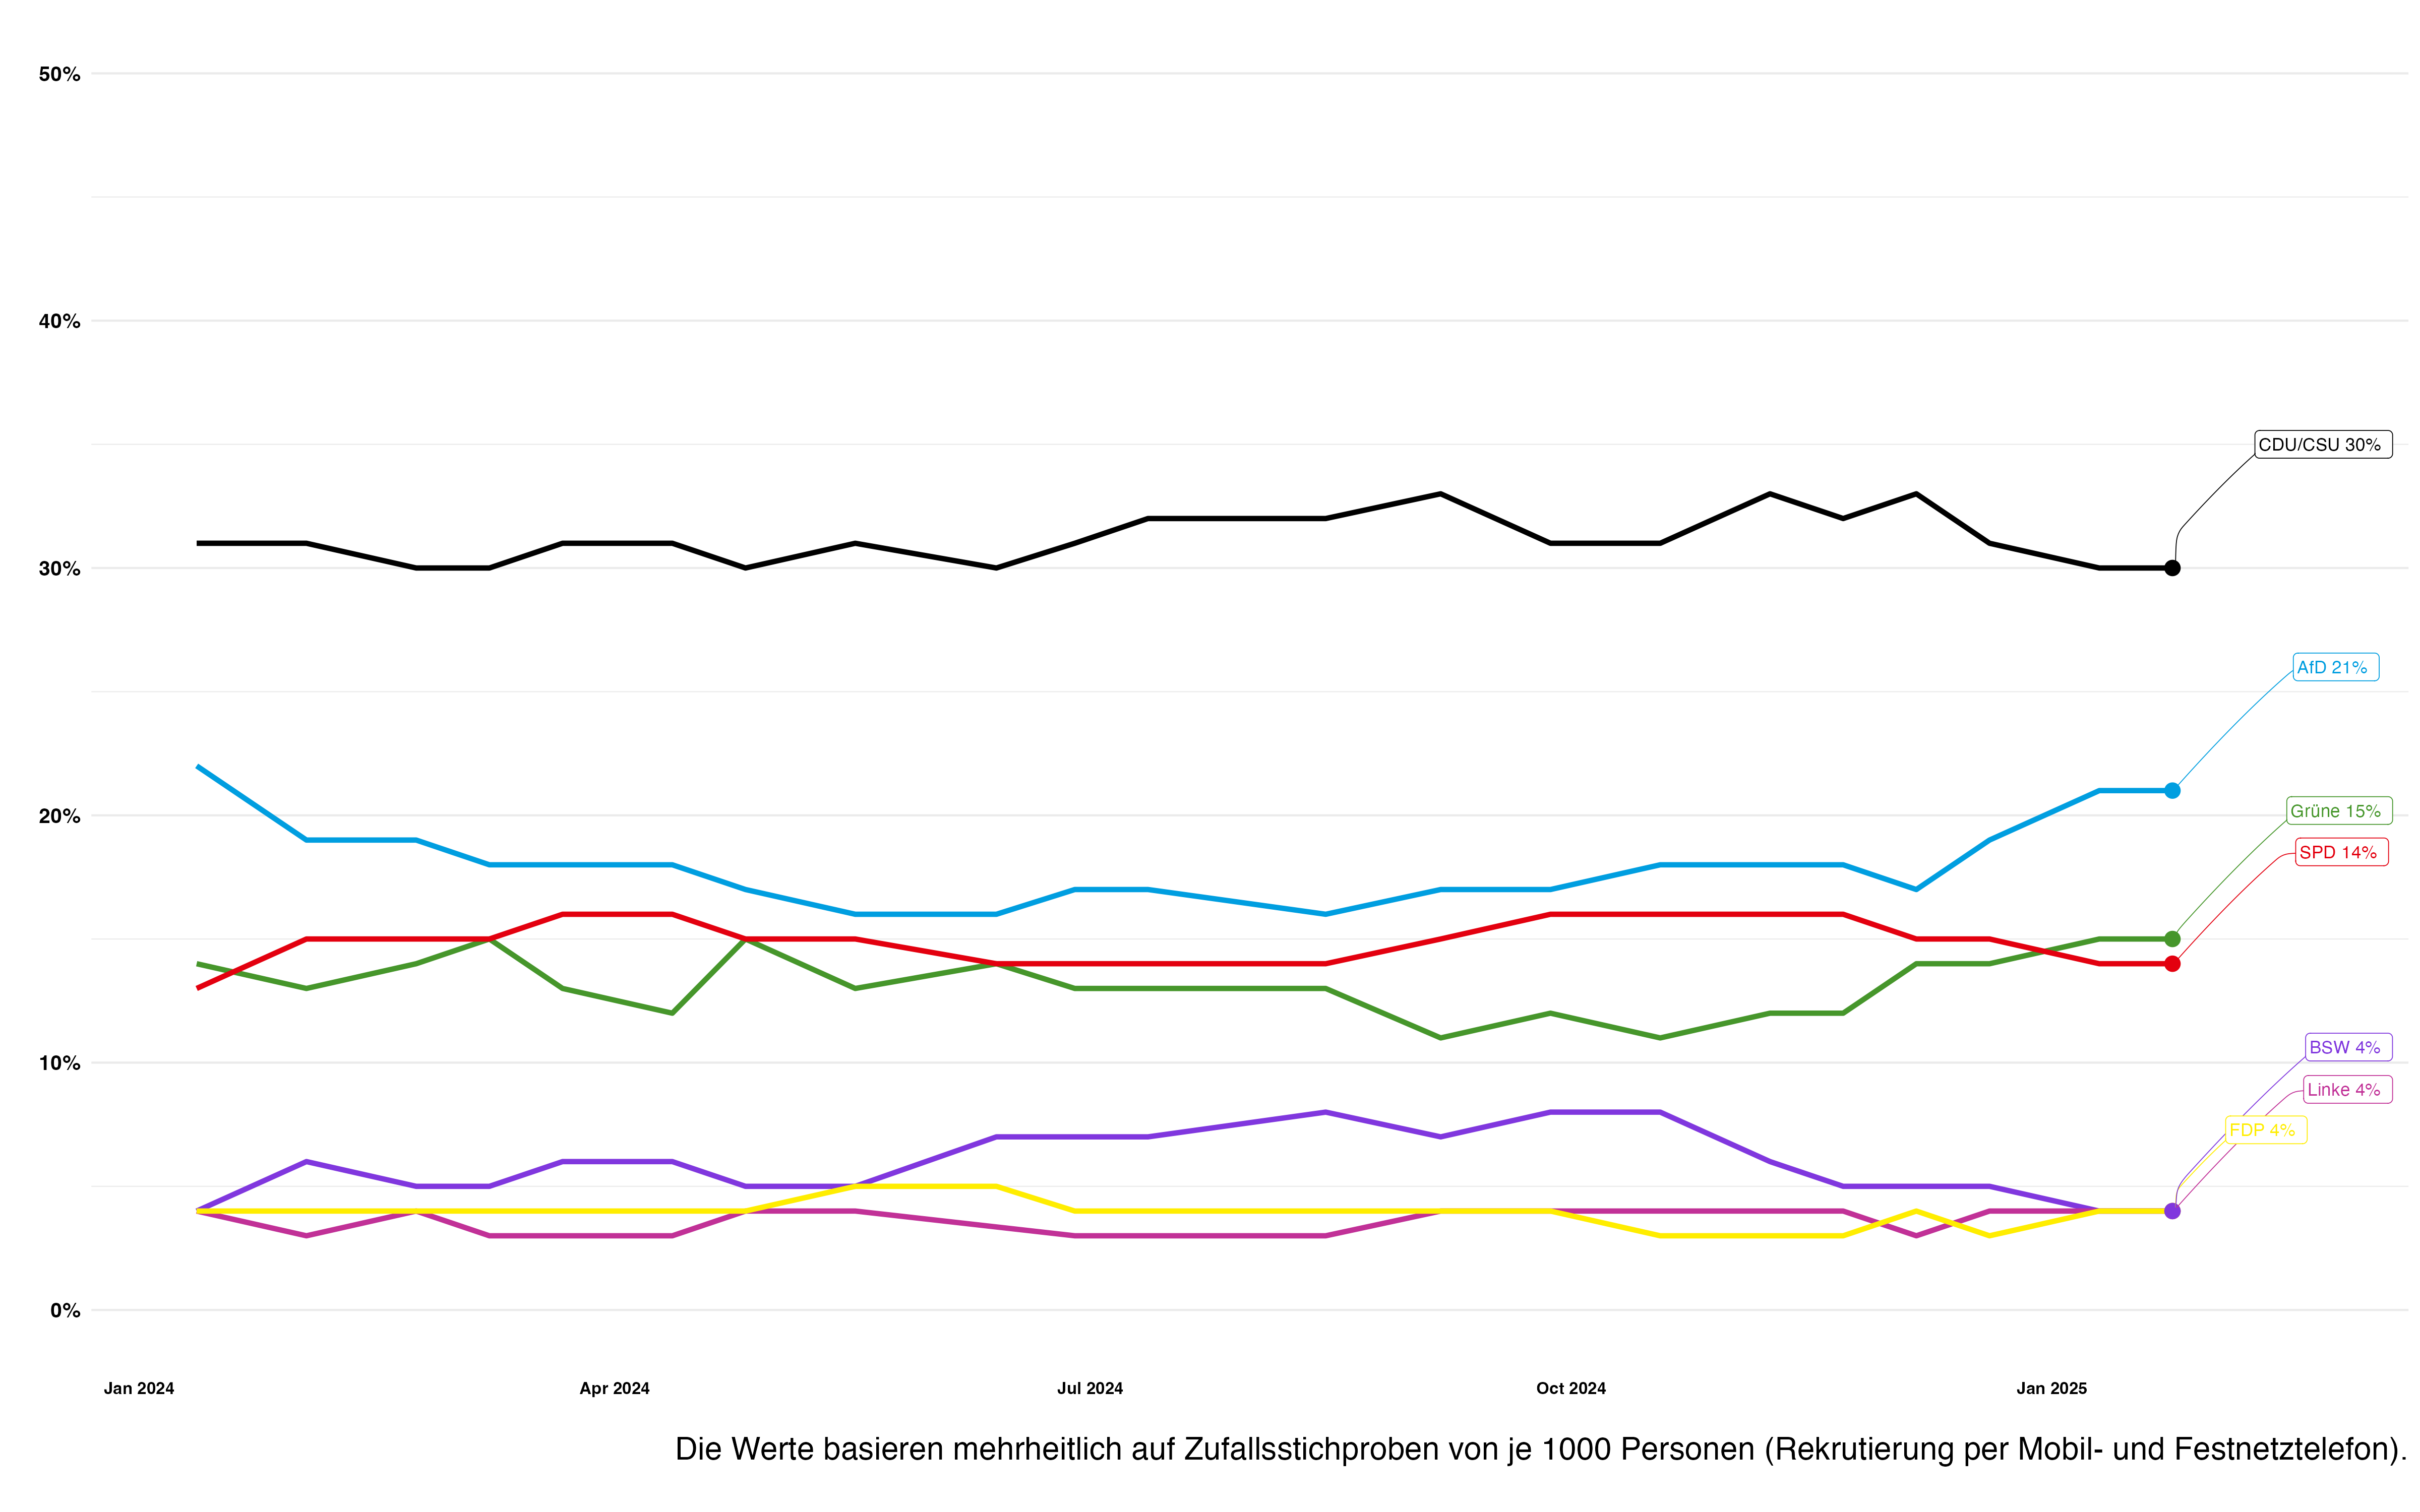 50%
40%
CDU/CSU 30%
30%
AfD 21%
20%
Grüne 15%
SPD 14%
10%
BSW 4%
Linke 4%
FDP 4%
0%
Jan 2024 Apr 2024 Jul 2024 Oct 2024 Jan 2025
Die Werte basieren mehrheitlich auf Zufallsstichproben von je 1000 Personen (Rekrutierung per Mobil- und Festnetztelefon).